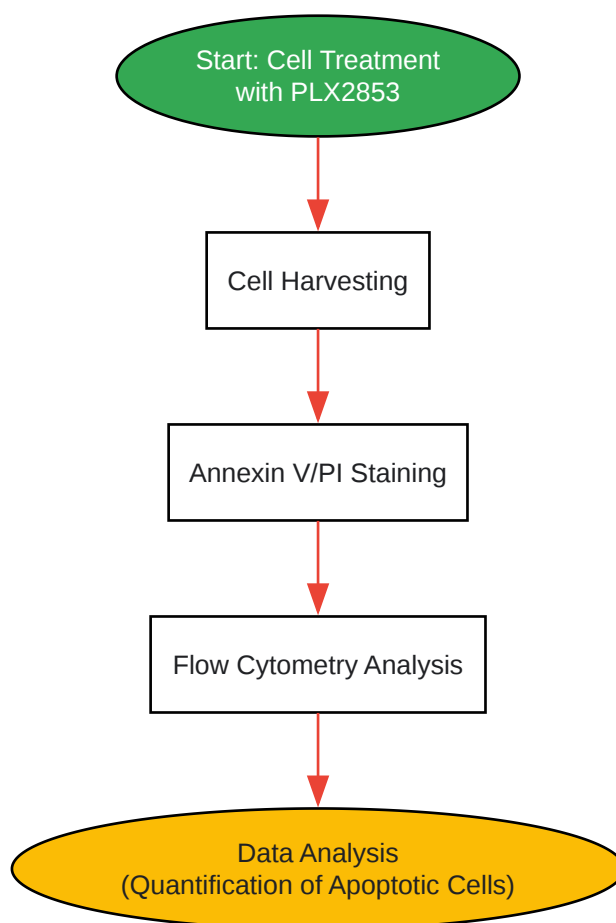 Start: Cell Treatment
with PLX2853
Cell Harvesting
Annexin V/PI Staining
Flow Cytometry Analysis
Data Analysis
(Quantification of Apoptotic Cells)